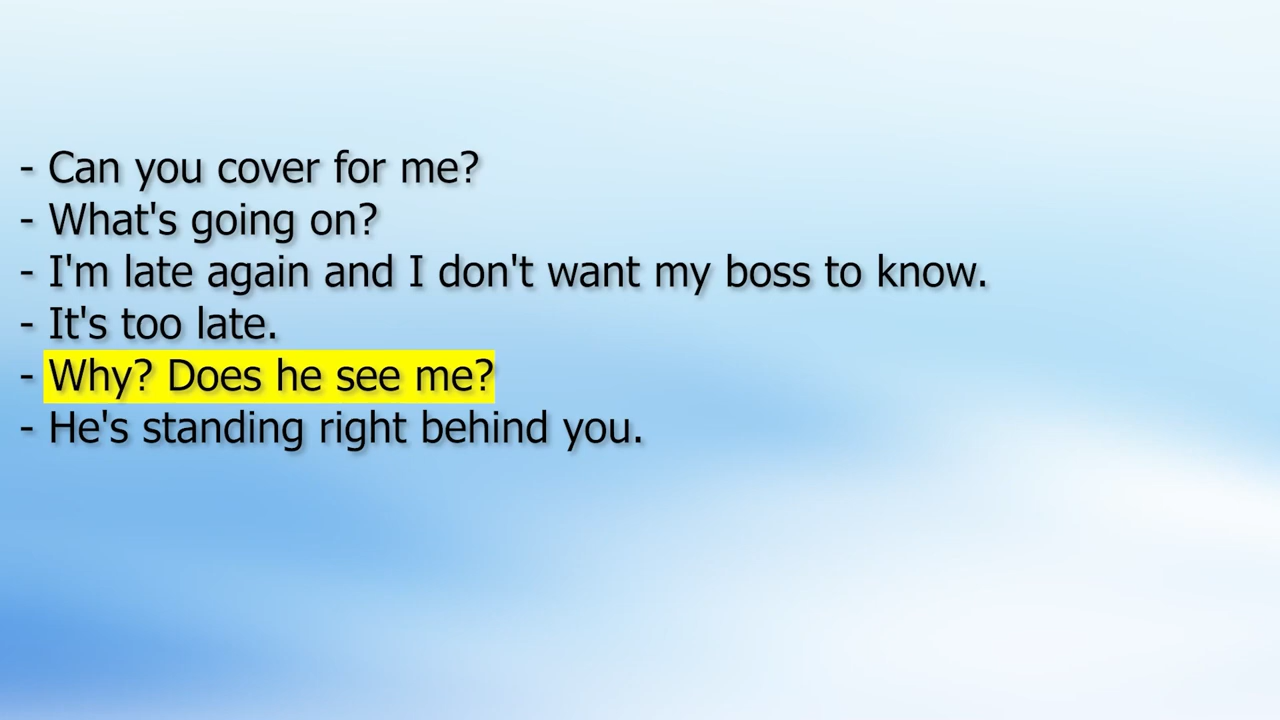 - Can you cover for me?
- What's going on?
- I'm late again and I don't want my boss to know.
- It's too late.
- Why? Does he see me?
- He's standing right behind you.